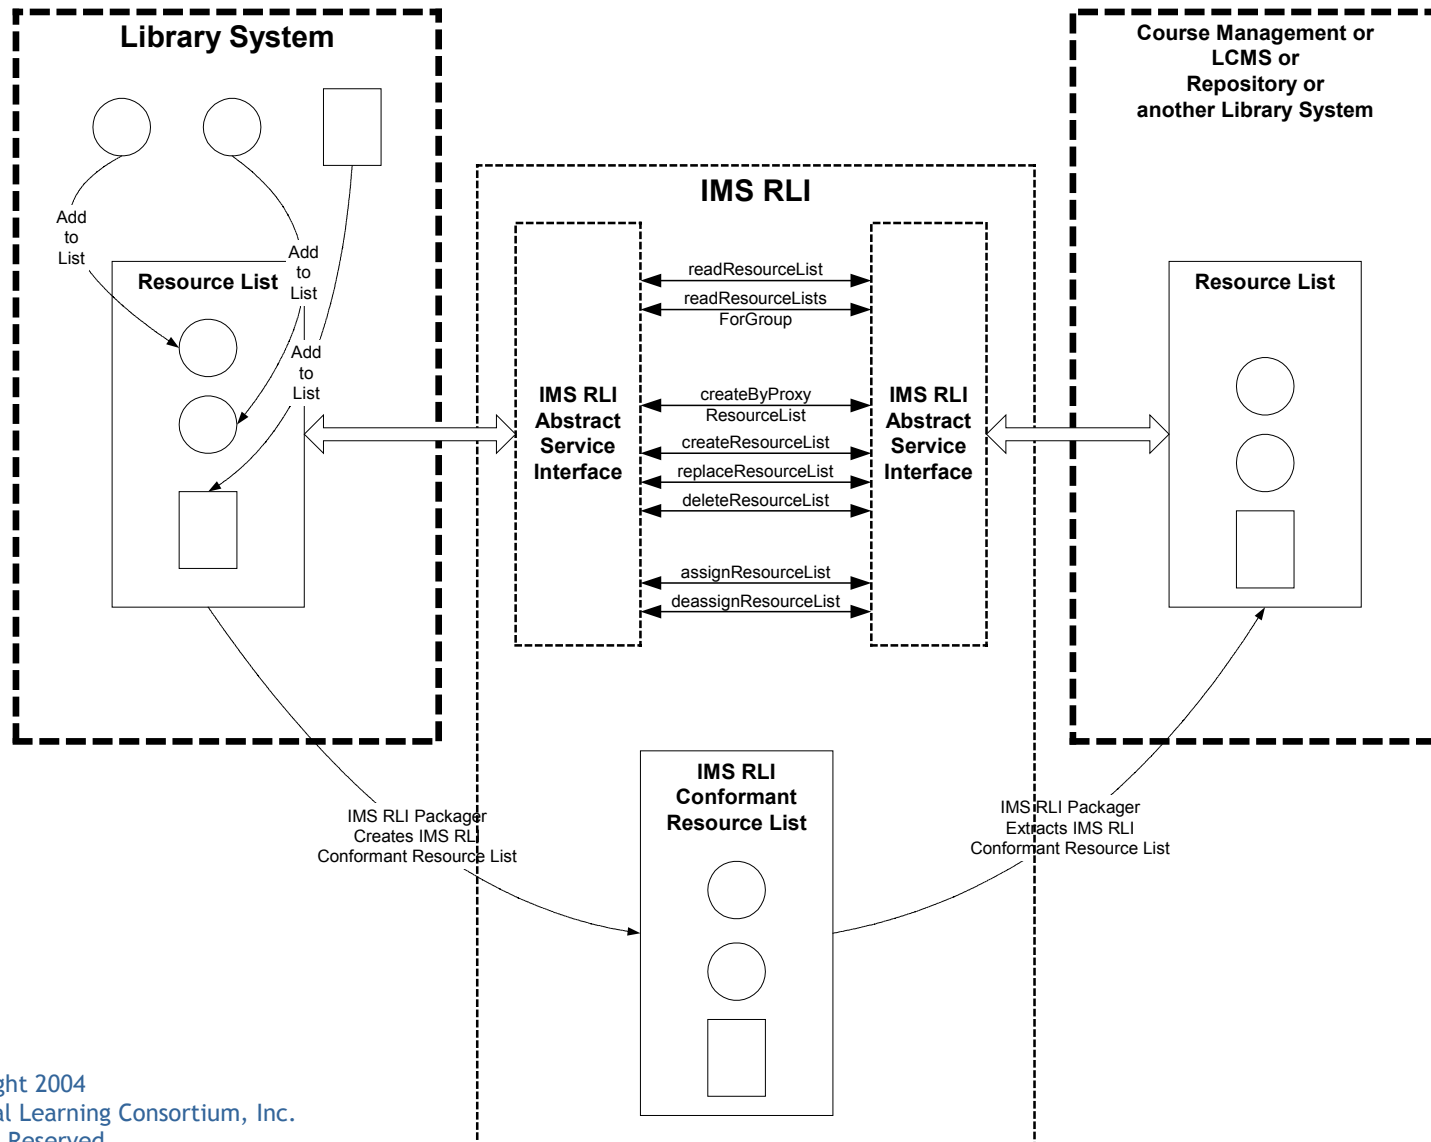 Library System
Course Management or
LCMS or
Repository or
another Library System
Add
to
List
Add
to
List
Add
to
List
Resource List
IMS RLI
IMS RLI
Abstract
Service
Interface
readResourceList
readResourceLists
ForGroup
createByProxy
ResourceList
createResourceList
replaceResourceList
deleteResourceList
assignResourceList
deassignResourceList
IMS RLI
Abstract
Service
Interface
Resource List
IMS RLI Packager
Creates IMS RLI
Conformant Resource List
IMS RLI
Conformant
Resource List
IMS RLI Packager
Extracts IMS RLI
Conformant Resource List
ght 2004
al Learning Consortium, Inc.
Reserved